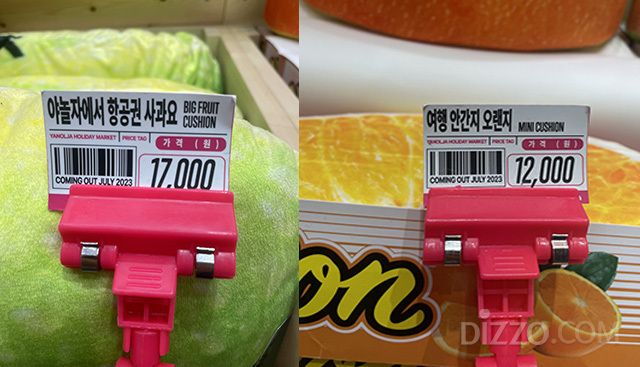 야놀자에서 항공권 사과요 BIG FRUIT CUSHION
YANOLJA HOLIDAY MARKET PRICE TAG 가 격 (원)
COMING OUT JULY 2023 17,000
여행 안간지 오랜지 MINI CUSHION
YANOLJA HOLIDAY MARKET PRICE TAG 가 격 (원)
COMING OUT JULY 2023 12,000
on
DIZZO.COM